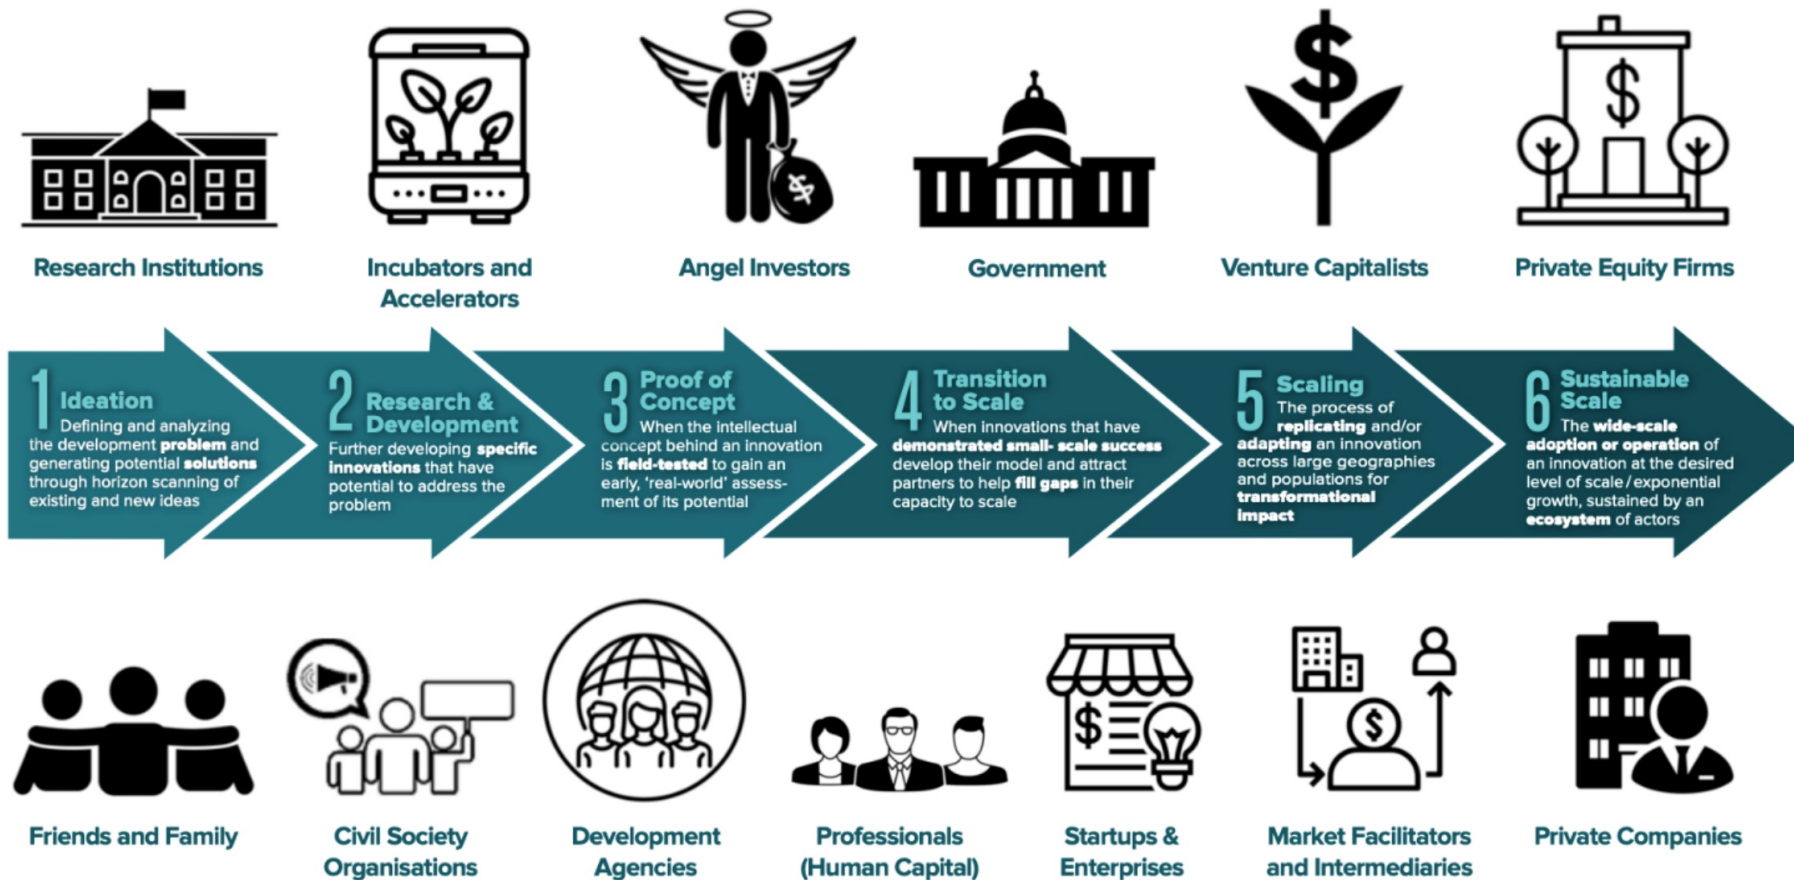 Research Institutions
Incubators and
Accelerators
Angel Investors
Government
Venture Capitalists
Private Equity Firms
1 Ideation
Defining and analyzing
the development problem and
generating potential solutions
through horizon scanning of
existing and new ideas
2 Research &
Development
Further developing specific
innovations that have
potential to address the
problem
3 Proof of
Concept
When the intellectual
concept behind an innovation
is field-tested to gain an
early, ‘real-world’ assess-
ment of its potential
4 Transition
to Scale
When innovations that have
demonstrated small- scale success
develop their model and attract
partners to help fill gaps in their
capacity to scale
5 Scaling
The process of
replicating and/or
adapting an innovation
across large geographies
and populations for
transformational
impact
6 Sustainable
Scale
The wide-scale
adoption or operation of
an innovation at the desired
level of scale/exponential
growth, sustained by an
ecosystem of actors
Friends and Family
Civil Society
Organisations
Development
Agencies
Professionals
(Human Capital)
Startups &
Enterprises
Market Facilitators
and Intermediaries
Private Companies